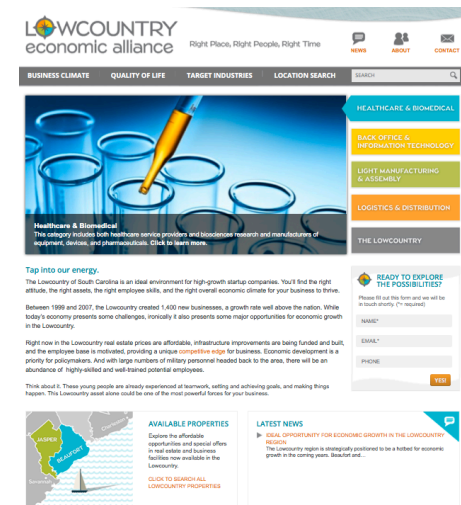 LOWCOUNTRY
economic alliance
Right Place, Right People, Right Time
NEWS
ABOUT
CONTACT
BUSINESS CLIMATE
QUALITY OF LIFE
TARGET INDUSTRIES
LOCATION SEARCH
SEARCH
HEALTHCARE & BIOMEDICAL
BACK OFFICE &
INFORMATION TECHNOLOGY
LIGHT MANUFACTURING
& ASSEMBLY
LOGISTICS & DISTRIBUTION
THE LOWCOUNTRY
Healthcare & Biomedical
This category includes both healthcare service providers and biosciences research and manufacturers of
equipment, devices, and pharmaceuticals. Click to learn more.
Tap into our energy.
The Lowcountry of South Carolina is an ideal environment for high-growth startup companies. You'll find the right
attitude, the right assets, the right employee skills, and the right overall economic climate for your business to thrive.
Between 1999 and 2007, the Lowcountry created 1,400 new businesses, a growth rate well above the nation. While
today's economy presents some challenges, ironically it also presents some major opportunities for economic growth
in the Lowcountry.
Right now in the Lowcountry real estate prices are affordable, infrastructure improvements are being funded and built,
and the employee base is motivated, providing a unique competitive edge for business. Economic development is a
priority for policymakers. And with large numbers of military personnel headed back to the area, there will be an
abundance of highly-skilled and well-trained potential employees.
Think about it. These young people are already experienced at teamwork, setting and achieving goals, and making things
happen. This Lowcountry asset alone could be one of the most powerful forces for your business.
READY TO EXPLORE
THE POSSIBILITIES?
Please fill out this form and we will be
in touch shortly. (*= required)
NAME*
EMAIL*
PHONE
YES!
JASPER
BEAUFORT
Charleston
Savannah
AVAILABLE PROPERTIES
Explore the affordable
opportunities and special offers
in real estate and business
facilities now available in the
Lowcountry.
CLICK TO SEARCH ALL
LOWCOUNTRY PROPERTIES
LATEST NEWS
IDEAL OPPORTUNITY FOR ECONOMIC GROWTH IN THE LOWCOUNTRY
REGION
The Lowcountry region is strategically positioned to be a hotbed for economic
growth in the coming years. Beaufort and...